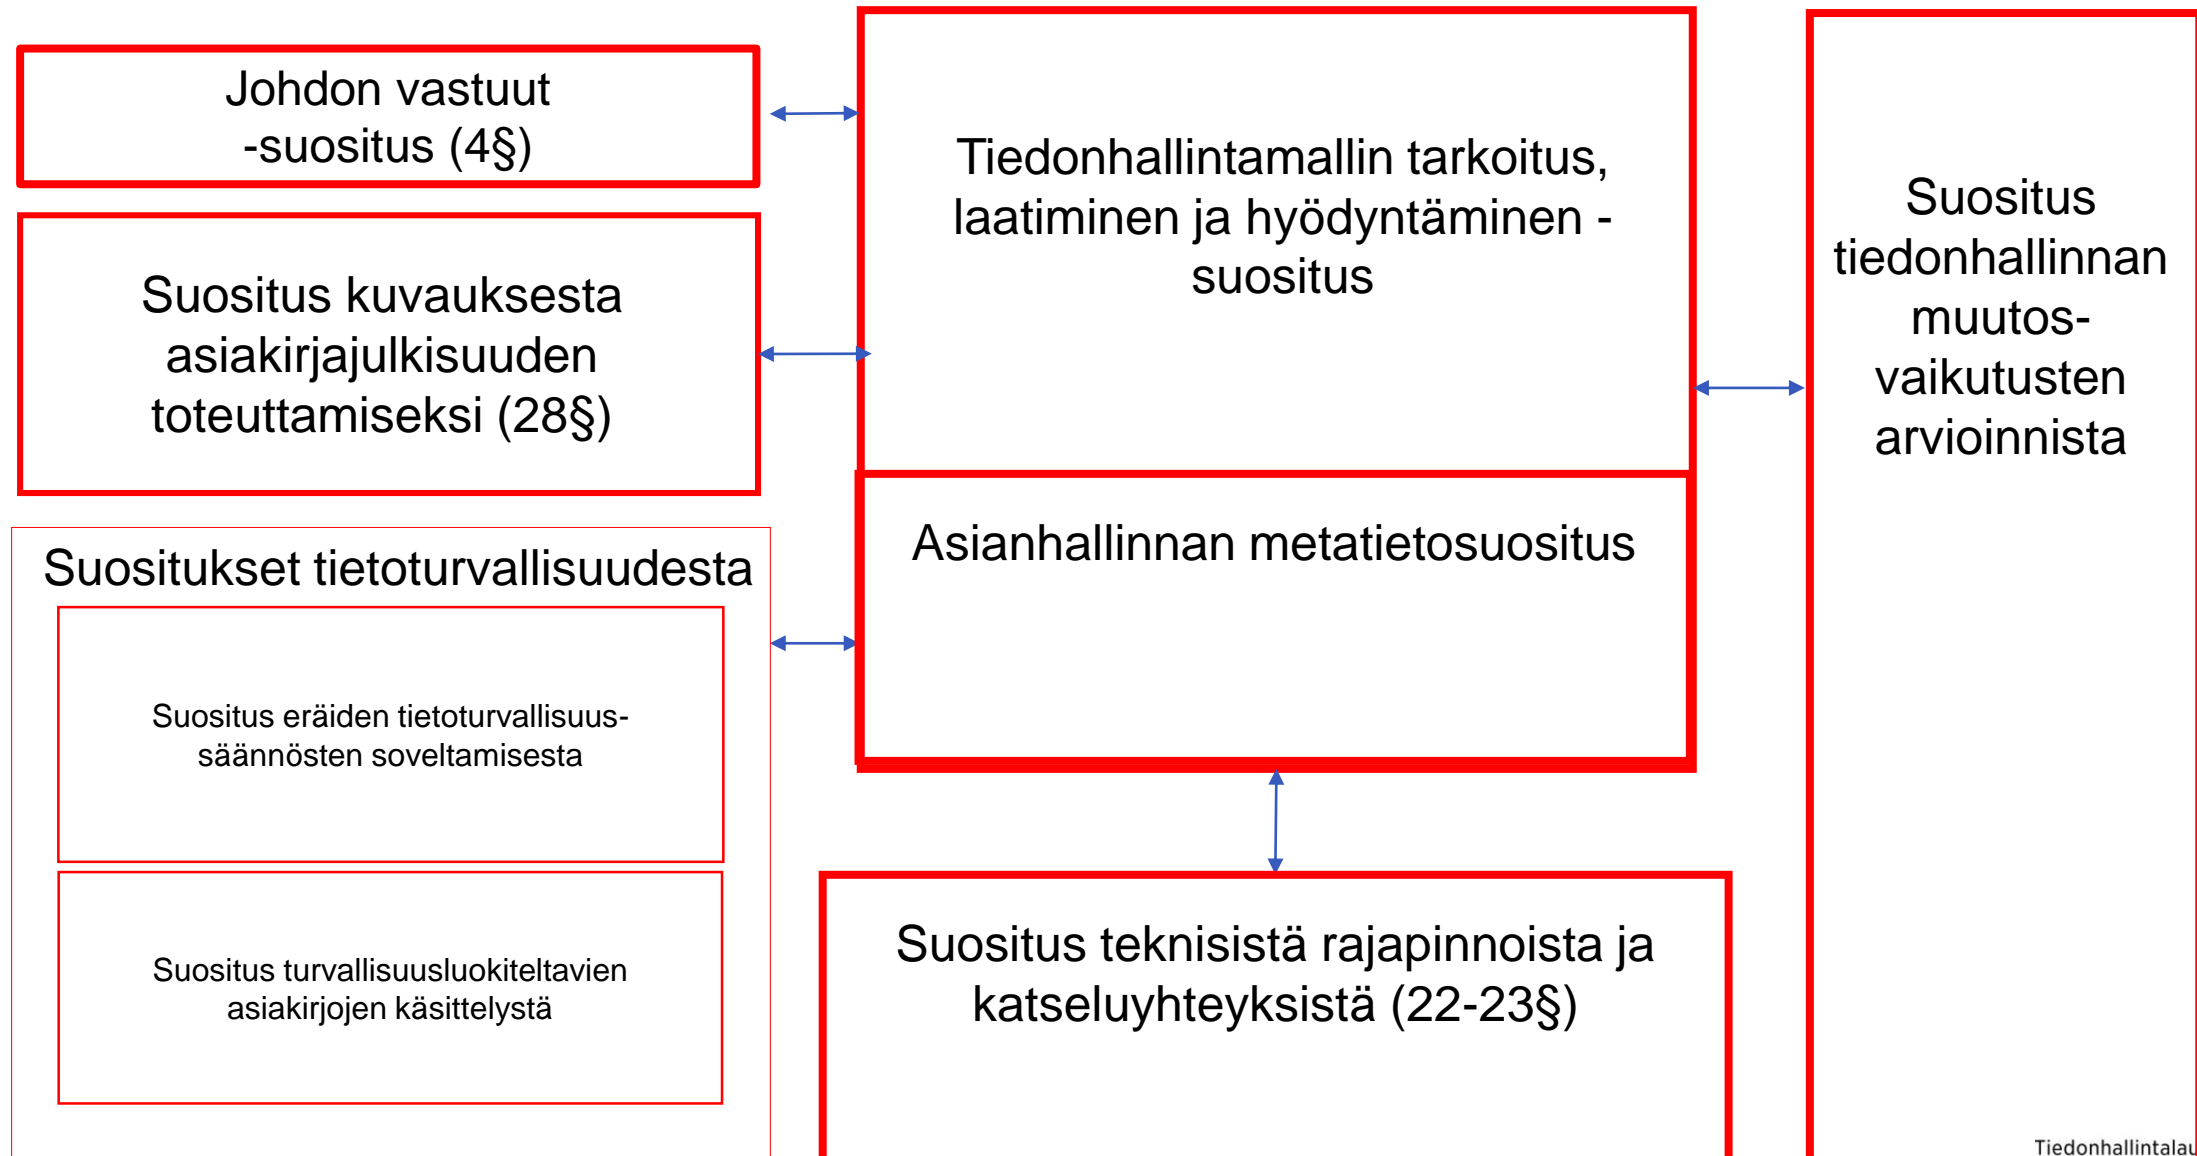 Johdon vastuut
-suositus (4§)
Suositus kuvauksesta
asiakirjajulkisuuden
toteuttamiseksi (28§)
Suositukset tietoturvallisuudesta
Suositus eräiden tietoturvallisuus-
säännösten soveltamisesta
Suositus turvallisuusluokiteltavien
asiakirjojen käsittelystä
Tiedonhallintamallin tarkoitus,
laatiminen ja hyödyntäminen -
suositus
Asianhallinnan metatietosuositus
Suositus teknisistä rajapinnoista ja
katseluyhteyksistä (22-23§)
Suositus
tiedonhallinnan
muutos-
vaikutusten
arvioinnista